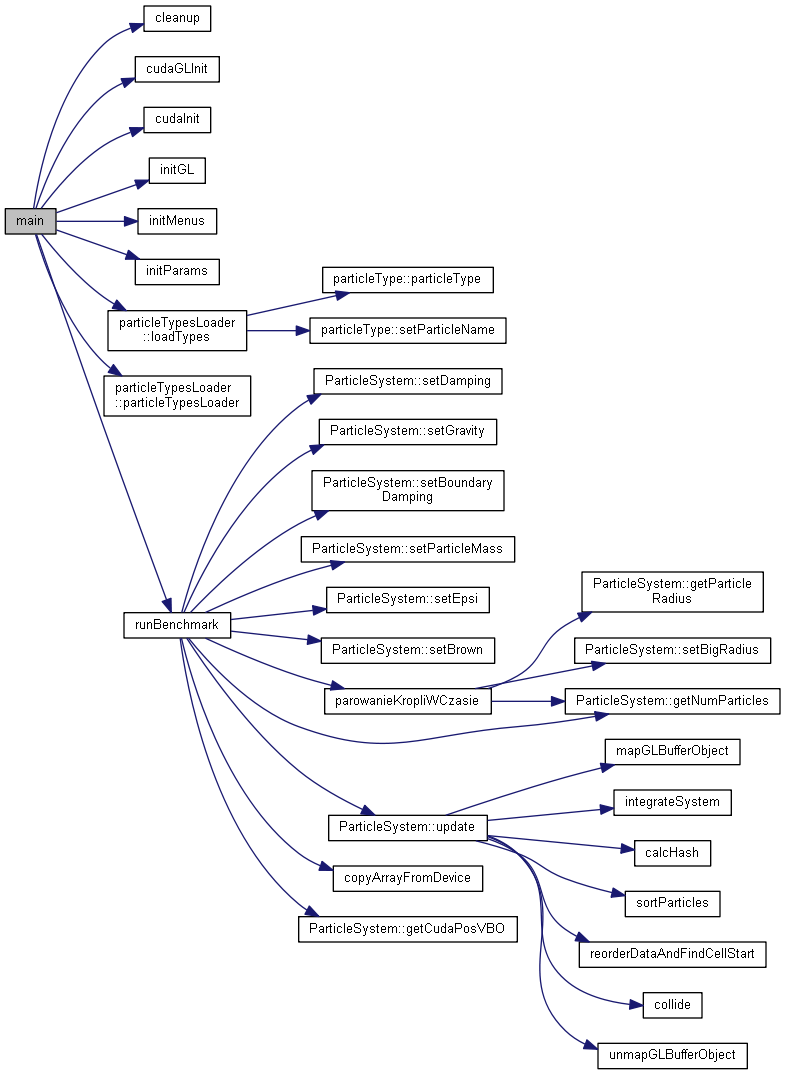 cleanup
cudaGLInit
cudaInit
initGL
main
initMenus
initParams
particleType::particleType
particleTypesLoader
::loadTypes
particleType::setParticleName
particleTypesLoader
::particleTypesLoader
ParticleSystem::setDamping
ParticleSystem::setGravity
ParticleSystem::setBoundary
Damping
ParticleSystem::setParticleMass
ParticleSystem::getParticle
Radius
ParticleSystem::setEpsi
runBenchmark
ParticleSystem::setBrown
ParticleSystem::setBigRadius
parowanieKropliWCzasie
ParticleSystem::getNumParticles
mapGLBufferObject
integrateSystem
ParticleSystem::update
calcHash
copyArrayFromDevice
sortParticles
ParticleSystem::getCudaPosVBO
reorderDataAndFindCellStart
collide
unmapGLBufferObject